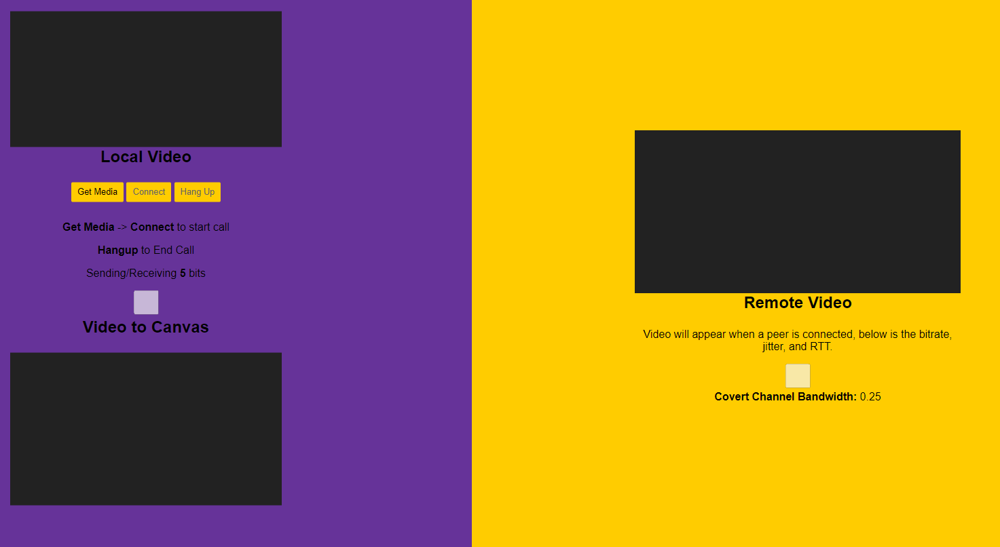 Local Video
Get Media Connect Hang Up
Get Media -> Connect to start call
Hangup to End Call
Sending/Receiving 5 bits
Video to Canvas
Remote Video
Video will appear when a peer is connected, below is the bitrate,
jitter, and RTT.
Covert Channel Bandwidth: 0.25